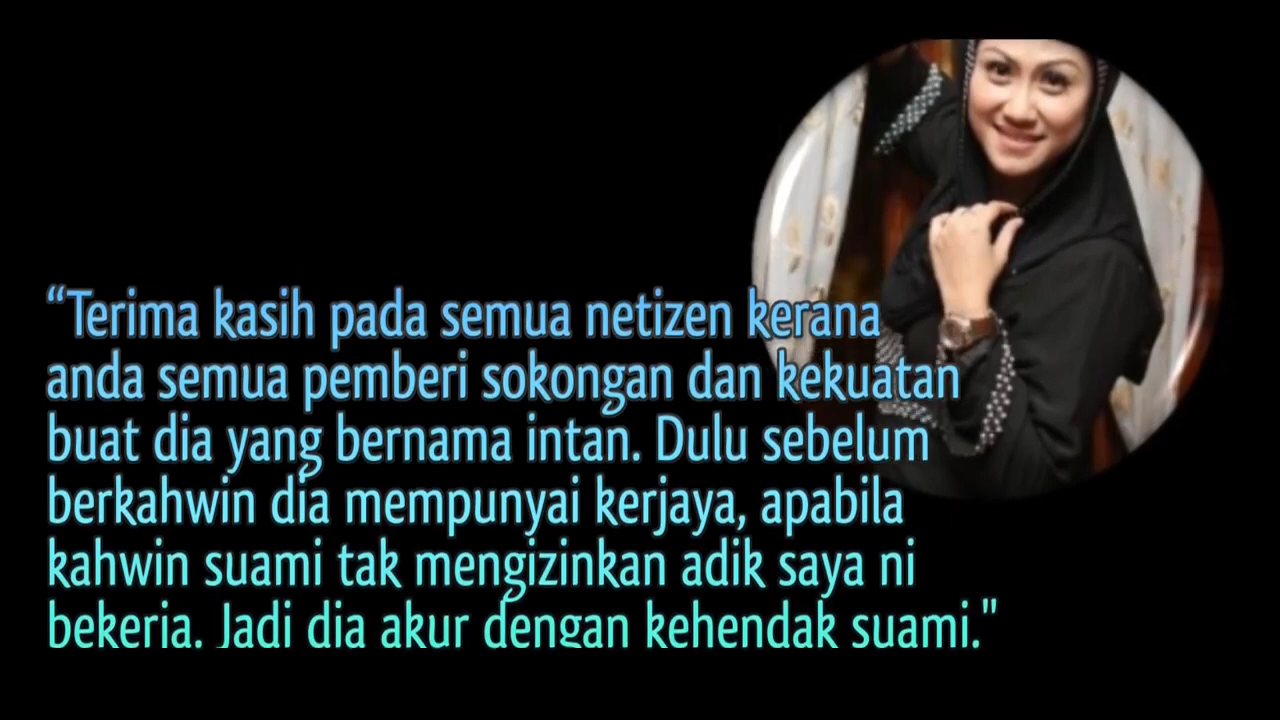 “Terima kasih pada semua netizen kerana
anda semua pemberi sokongan dan kekuatan
buat dia yang bernama intan. Dulu sebelum
berkahwin dia mempunyai kerjaya, apabila
kahwin suami tak mengizinkan adik saya ni
bekerja. Jadi dia akur dengan kehendak suami."